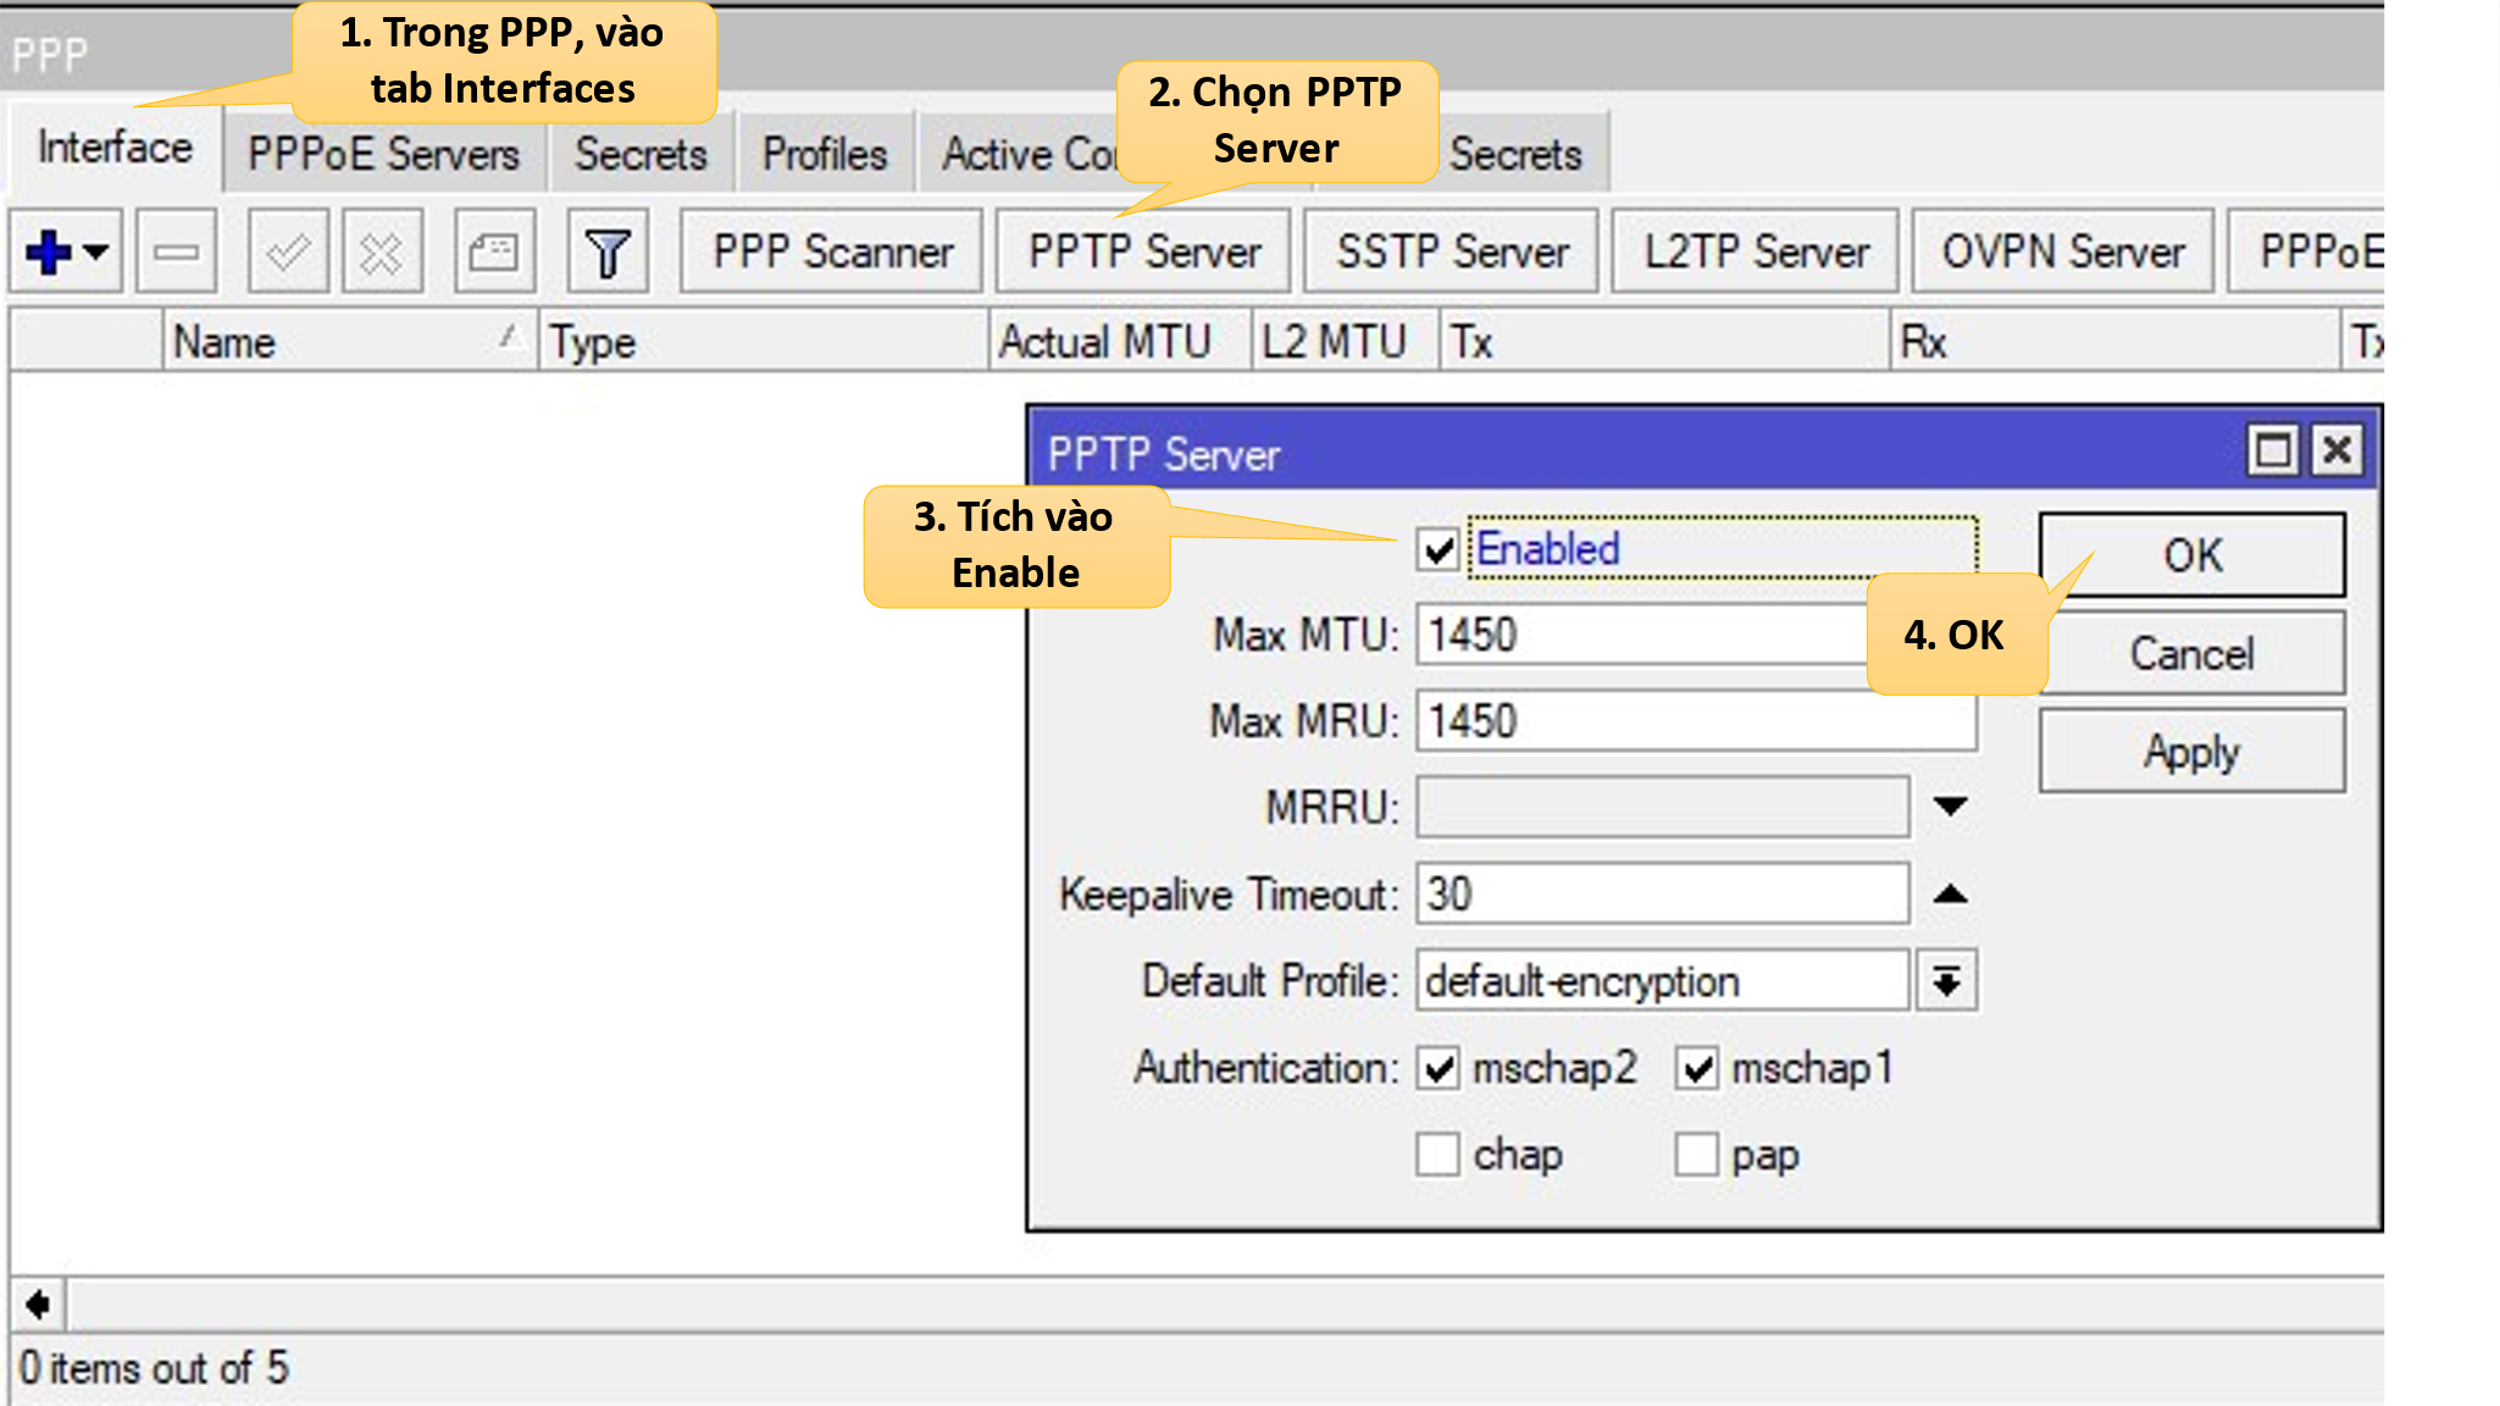 PPP
1. Trong PPP, vào
tab Interfaces
2. Chọn PPTP
Server
Interface PPPoE Servers Secrets Profiles Active Secrets
PPP Scanner PPTP Server SSTP Server L2TP Server OVPN Server PPPoE
Name Type Actual MTU L2 MTU Tx Rx Tx
PPTP Server
3. Tích vào
Enable
Enabled
OK
4. OK
Max MTU: 1450
Cancel
Max MRU: 1450
Apply
MRRU:
Keepalive Timeout: 30
Default Profile: default-encryption
Authentication: mschap2 mschap1
chap pap
0 items out of 5